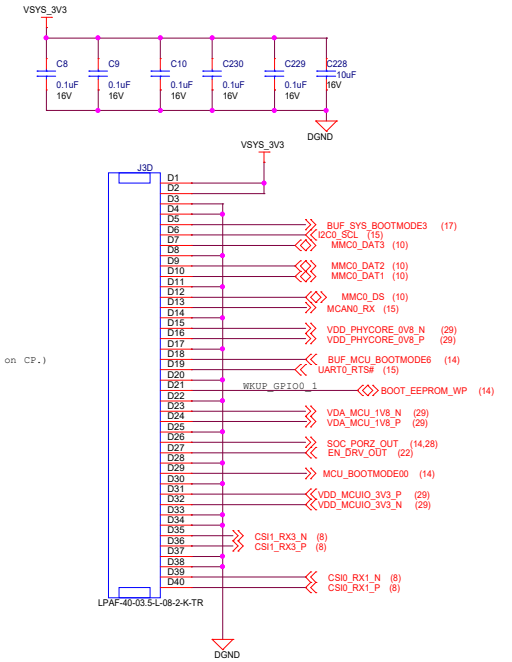 VSYS_3V3
C8 C9 C10 C230 C229 C228
0.1uF 0.1uF 0.1uF 0.1uF 0.1uF 10uF
16V 16V 16V 16V 16V 16V
DGND
VSYS_3V3
J3D
D1
D2
D3
D4
D5 BUF_SYS_BOOTMODE3 (17)
D6 I2C0_SCL (15)
D7 MMC0_DAT3 (10)
D8
D9 MMC0_DAT2 (10)
D10 MMC0_DAT1 (10)
D11
D12 MMC0_DS (10)
D13 MCAN0_RX (15)
D14
D15 VDD_PHYCORE_0V8_N (29)
D16 VDD_PHYCORE_0V8_P (29)
D17
on CP.)
D18 BUF_MCU_BOOTMODE6 (14)
D19 UART0_RTS# (15)
D20
D21 WKUP_GPIO0_1 BOOT_EEPROM_WP (14)
D22
D23 VDA_MCU_1V8_N (29)
D24 VDA_MCU_1V8_P (29)
D25
D26 SOC_PORZ_OUT (14,28)
D27 EN_DRV_OUT (22)
D28
D29 MCU_BOOTMODE00 (14)
D30
D31 VDD_MCUIO_3V3_P (29)
D32 VDD_MCUIO_3V3_N (29)
D33
D34
D35 CSI1_RX3_N (8)
D36 CSI1_RX3_P (8)
D37
D38
D39 CSI0_RX1_N (8)
D40 CSI0_RX1_P (8)
LPAF-40-03.5-L-08-2-K-TR
DGND